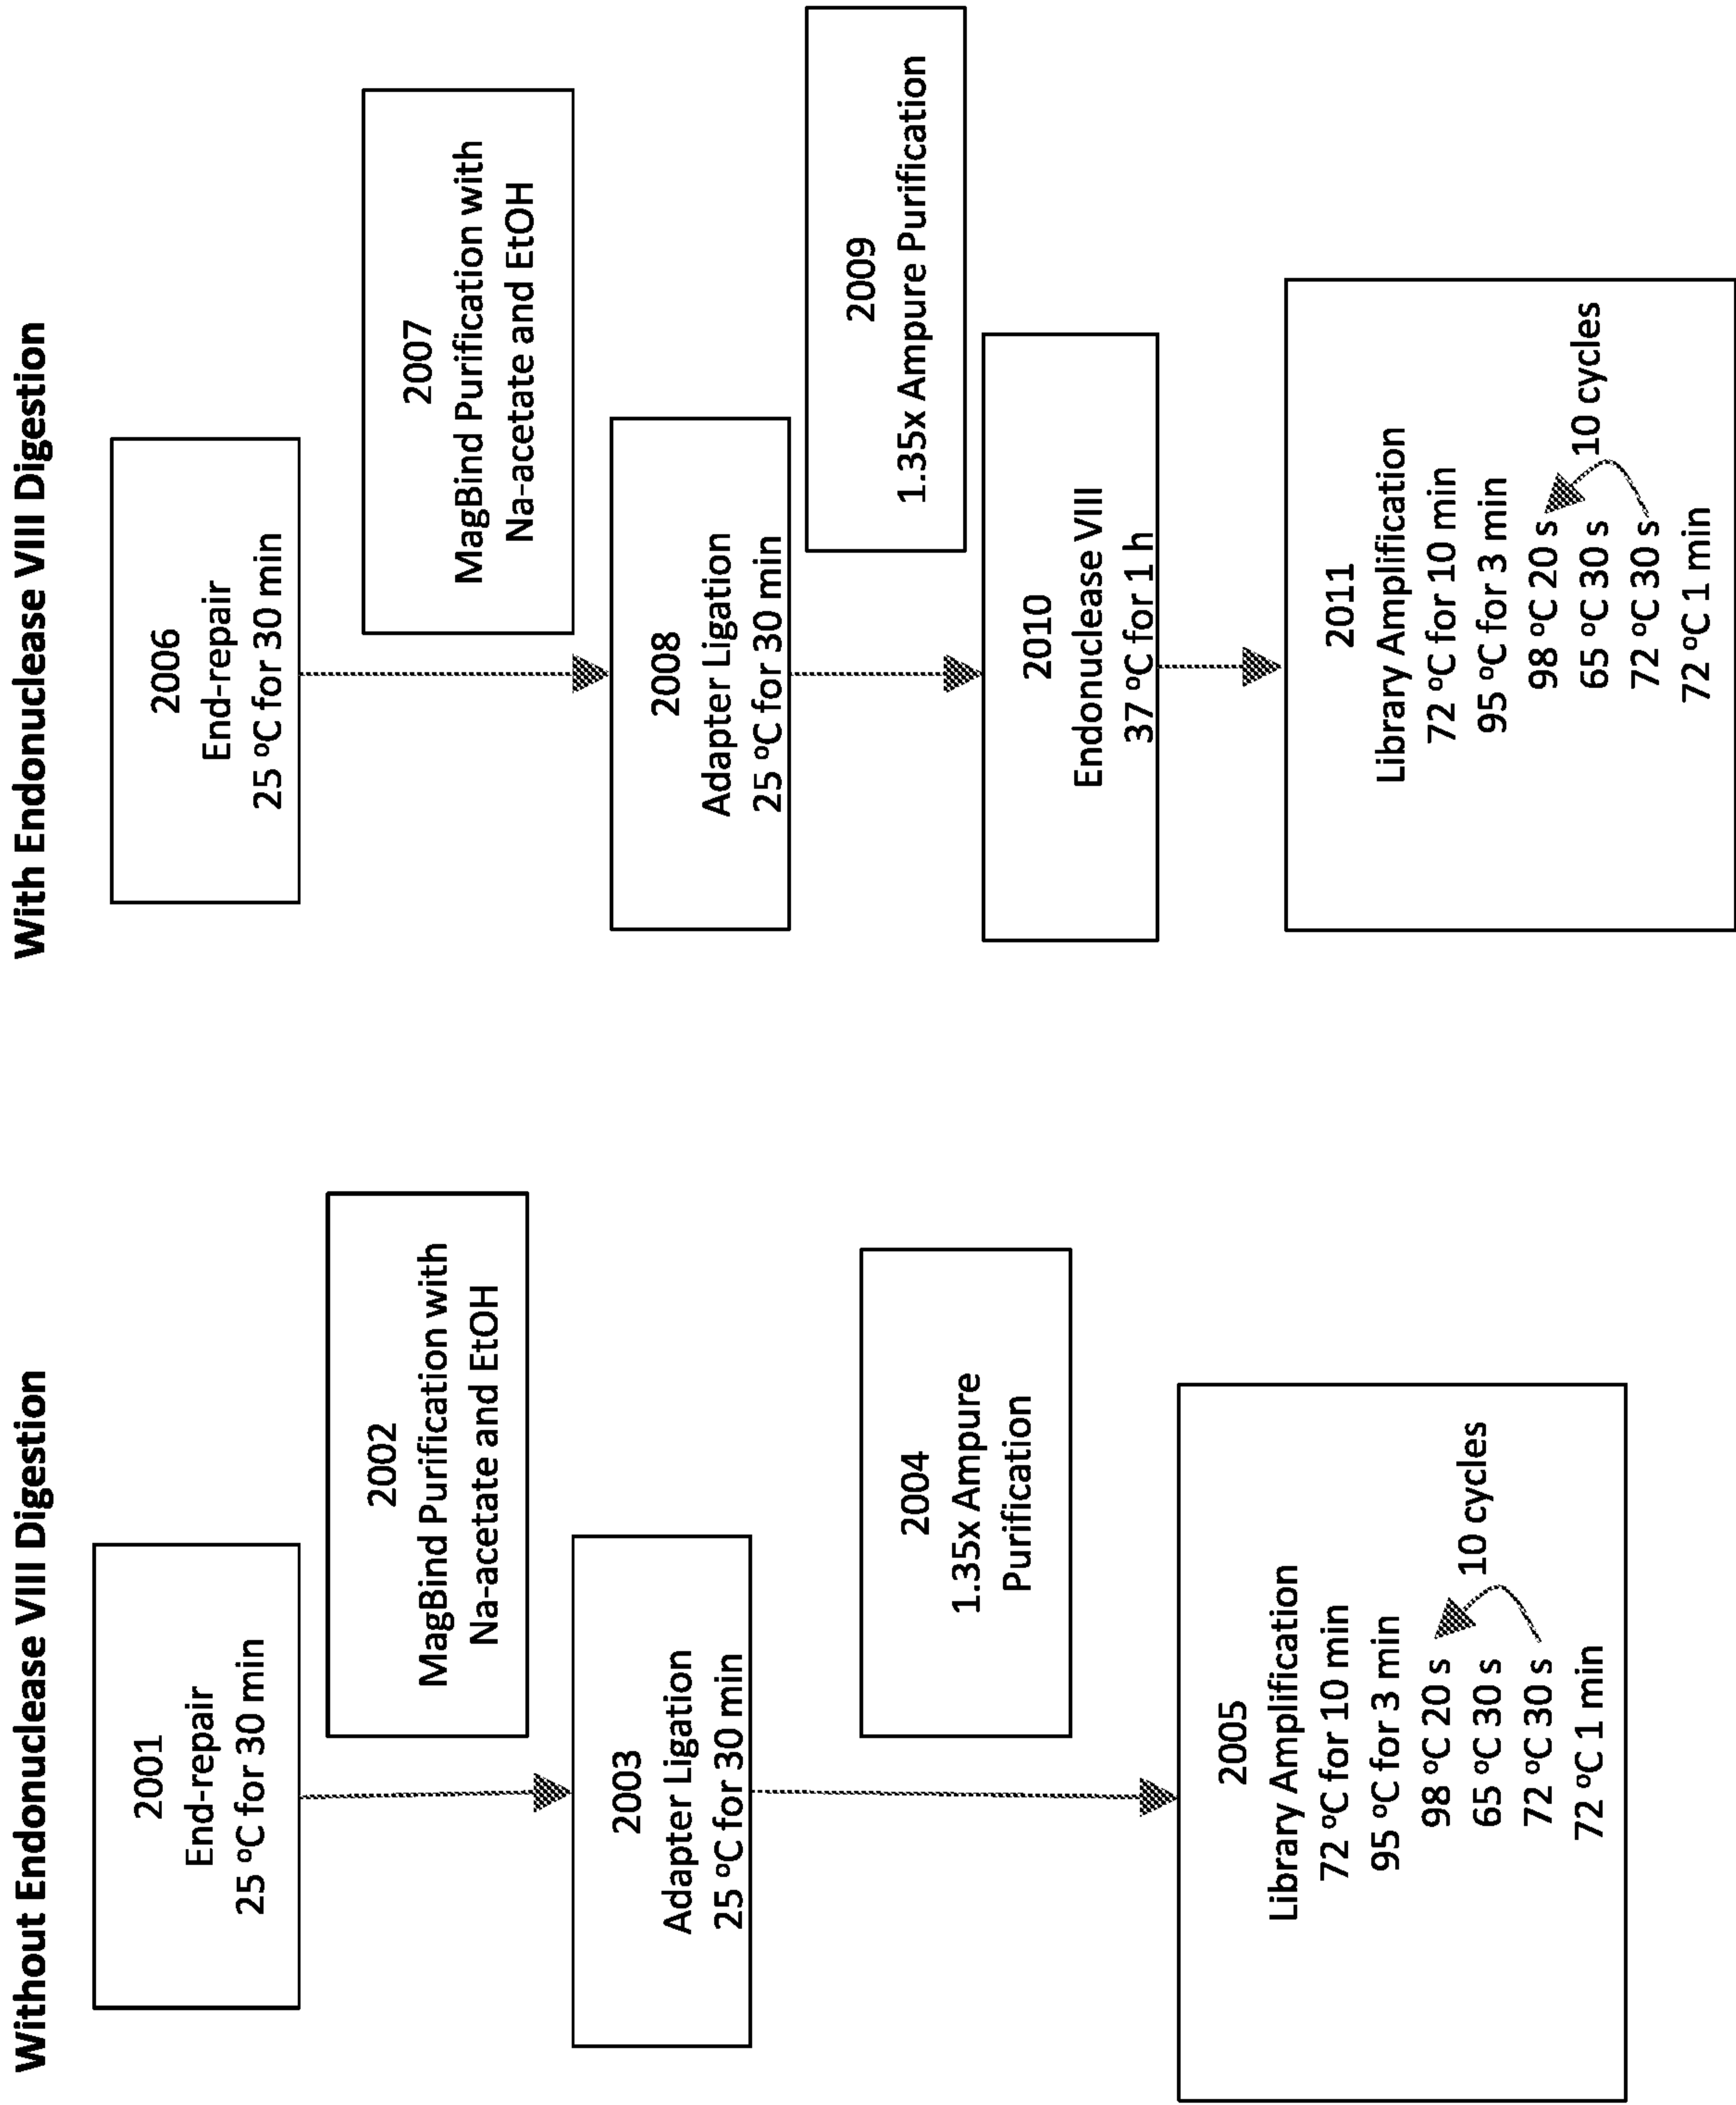 Without Endonuclease VIII Digestion
2001
End-repair
25 ºC for 30 min
2002
MagBind Purification with
Na-acetate and EtOH
2003
Adapter Ligation
25 ºC for 30 min
2004
1.35x Ampure
Purification
2005
Library Amplification
72 ºC for 10 min
95 ºC for 3 min
98 ºC 20 s
65 ºC 30 s
72 ºC 30 s
10 cycles
72 ºC 1 min
With Endonuclease VIII Digestion
2006
End-repair
25 ºC for 30 min
2007
MagBind Purification with
Na-acetate and EtOH
2008
Adapter Ligation
25 ºC for 30 min
2009
1.35x Ampure Purification
2010
Endonuclease VIII
37 ºC for 1 h
2011
Library Amplification
72 ºC for 10 min
95 ºC for 3 min
98 ºC 20 s
65 ºC 30 s
72 ºC 30 s
10 cycles
72 ºC 1 min